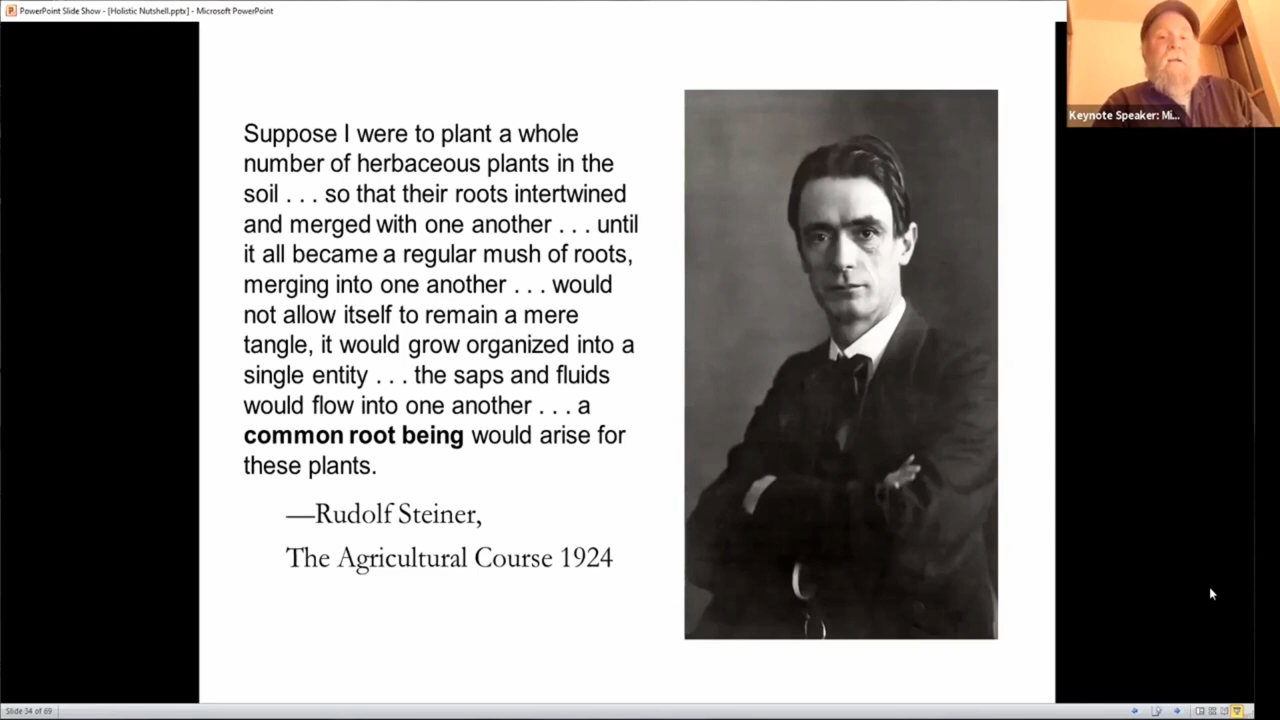 PowerPoint Slide Show - [Holistic Nutshell.pptx] - Microsoft PowerPoint
Keynote Speaker: Mi...
Suppose I were to plant a whole
number of herbaceous plants in the
soil . . . so that their roots intertwined
and merged with one another . . . until
it all became a regular mush of roots,
merging into one another . . . would
not allow itself to remain a mere
tangle, it would grow organized into a
single entity . . . the saps and fluids
would flow into one another . . . a
common root being would arise for
these plants.
—Rudolf Steiner,
The Agricultural Course 1924
Slide 34 of 69